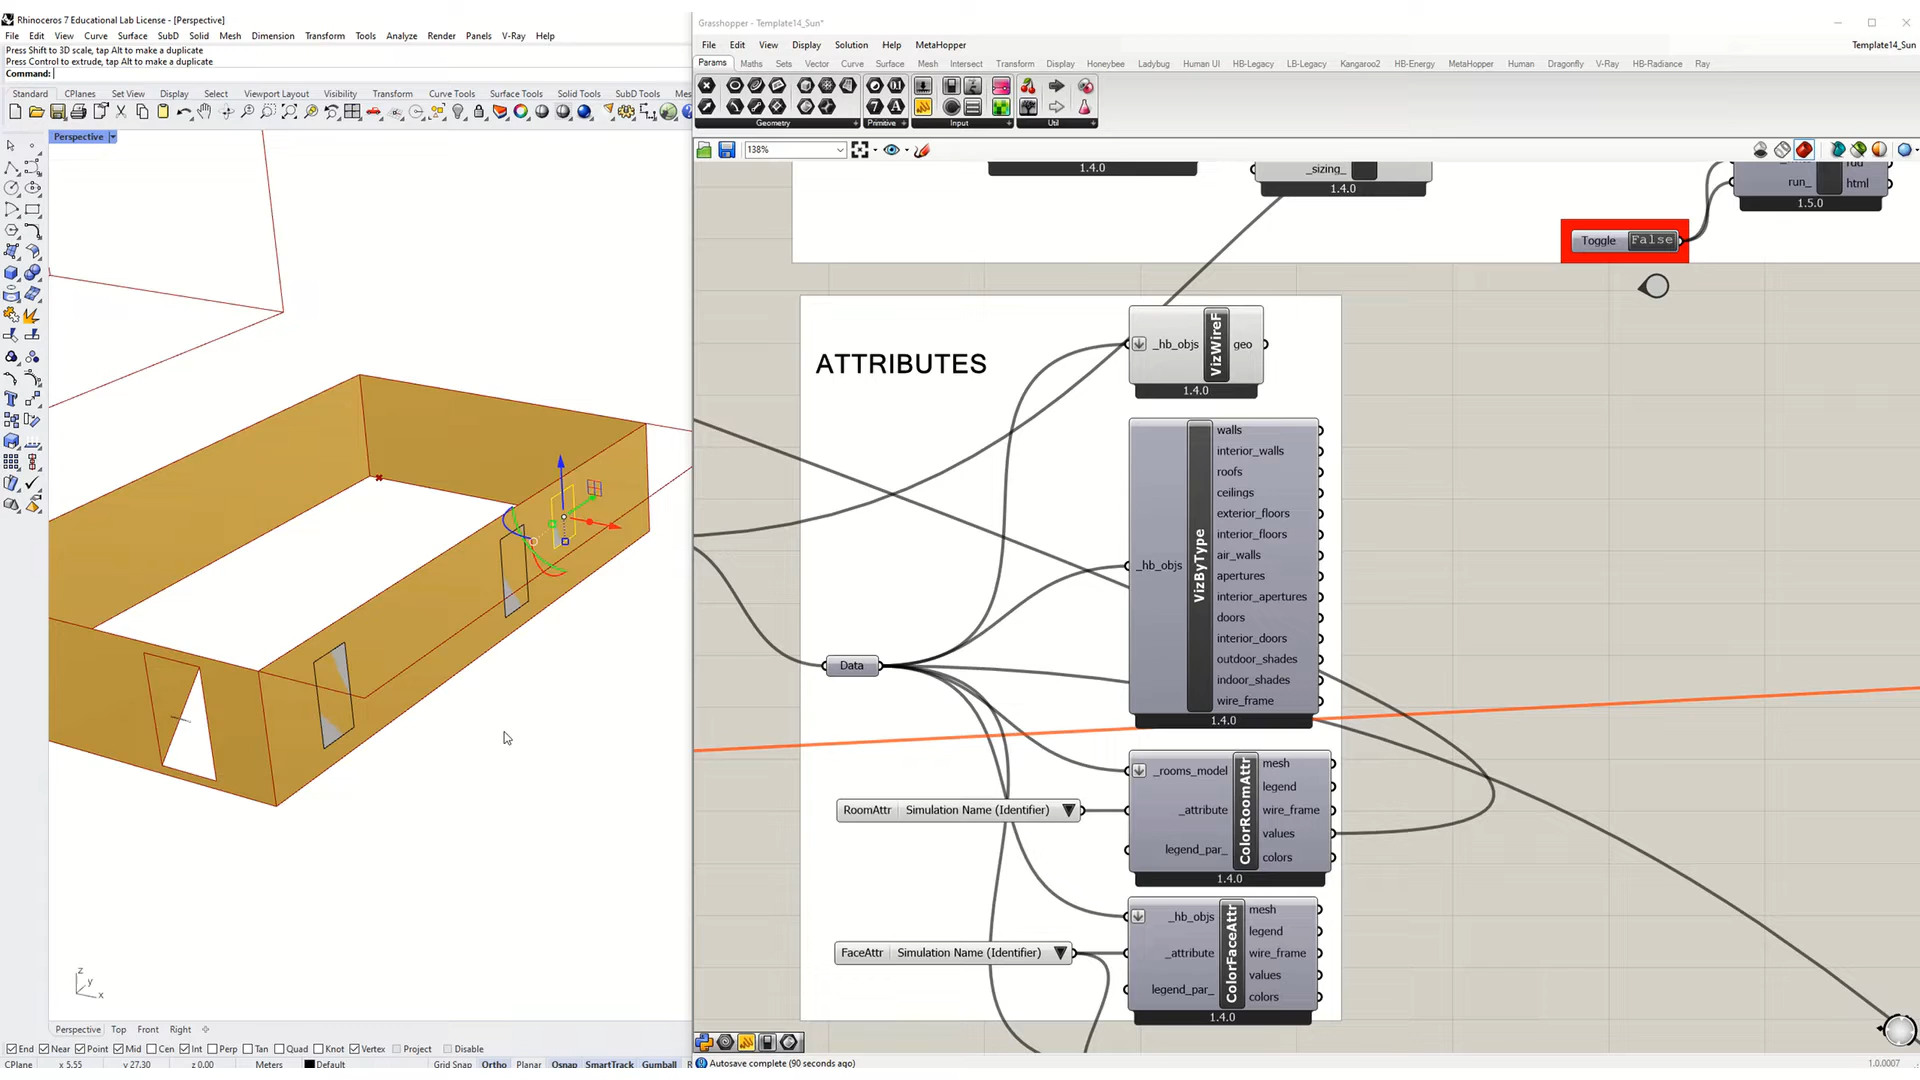 Rhinoceros 7 Educational Lab License - [Perspective]
File Edit View Curve Surface SubD Solid Mesh Dimension Transform Tools Analyze Render Panels V-Ray Help
Press Shift to 3D scale, tap Alt to make a duplicate
Press Control to extrude, tap Alt to make a duplicate
Command:
Standard CPlanes Set View Display Select Viewport Layout Visibility Transform Curve Tools Surface Tools Solid Tools SubD Tools
Perspective
z
y
x
Perspective Top Front Right
End Near Point Mid Cen Int Perp Tan Quad Knot Vertex Project Disable
CPlane x 5.55 y 27.30 z 0.00 Meters Default Grid Snap Ortho Planar Osnap SmartTrack Gumball
Grasshopper - Template14_Sun*
File Edit View Display Solution Help MetaHopper
Template14_Sun
Params Maths Sets Vector Curve Surface Mesh Intersect Transform Display Honeybee Ladybug Human UI HB-Legacy LB-Legacy Kangaroo2 HB-Energy MetaHopper Human Dragonfly V-Ray HB-Radiance Ray
Geometry Primitive Input Util
138%
1.4.0
_sizing_
1.4.0
run_ html
1.5.0
Toggle False
ATTRIBUTES
_hb_objs VizWireF geo
1.4.0
_hb_objs
VizByType
walls
interior_walls
roofs
ceilings
exterior_floors
interior_floors
air_walls
apertures
interior_apertures
doors
interior_doors
outdoor_shades
indoor_shades
wire_frame
1.4.0
Data
RoomAttr Simulation Name (Identifier)
_rooms_model
_attribute
legend_par_
ColorRoomAttr
mesh
legend
wire_frame
values
colors
1.4.0
FaceAttr Simulation Name (Identifier)
_hb_objs
_attribute
legend_par_
ColorFaceAttr
mesh
legend
wire_frame
values
colors
1.4.0
Autosave complete (90 seconds ago)
1.0.0007